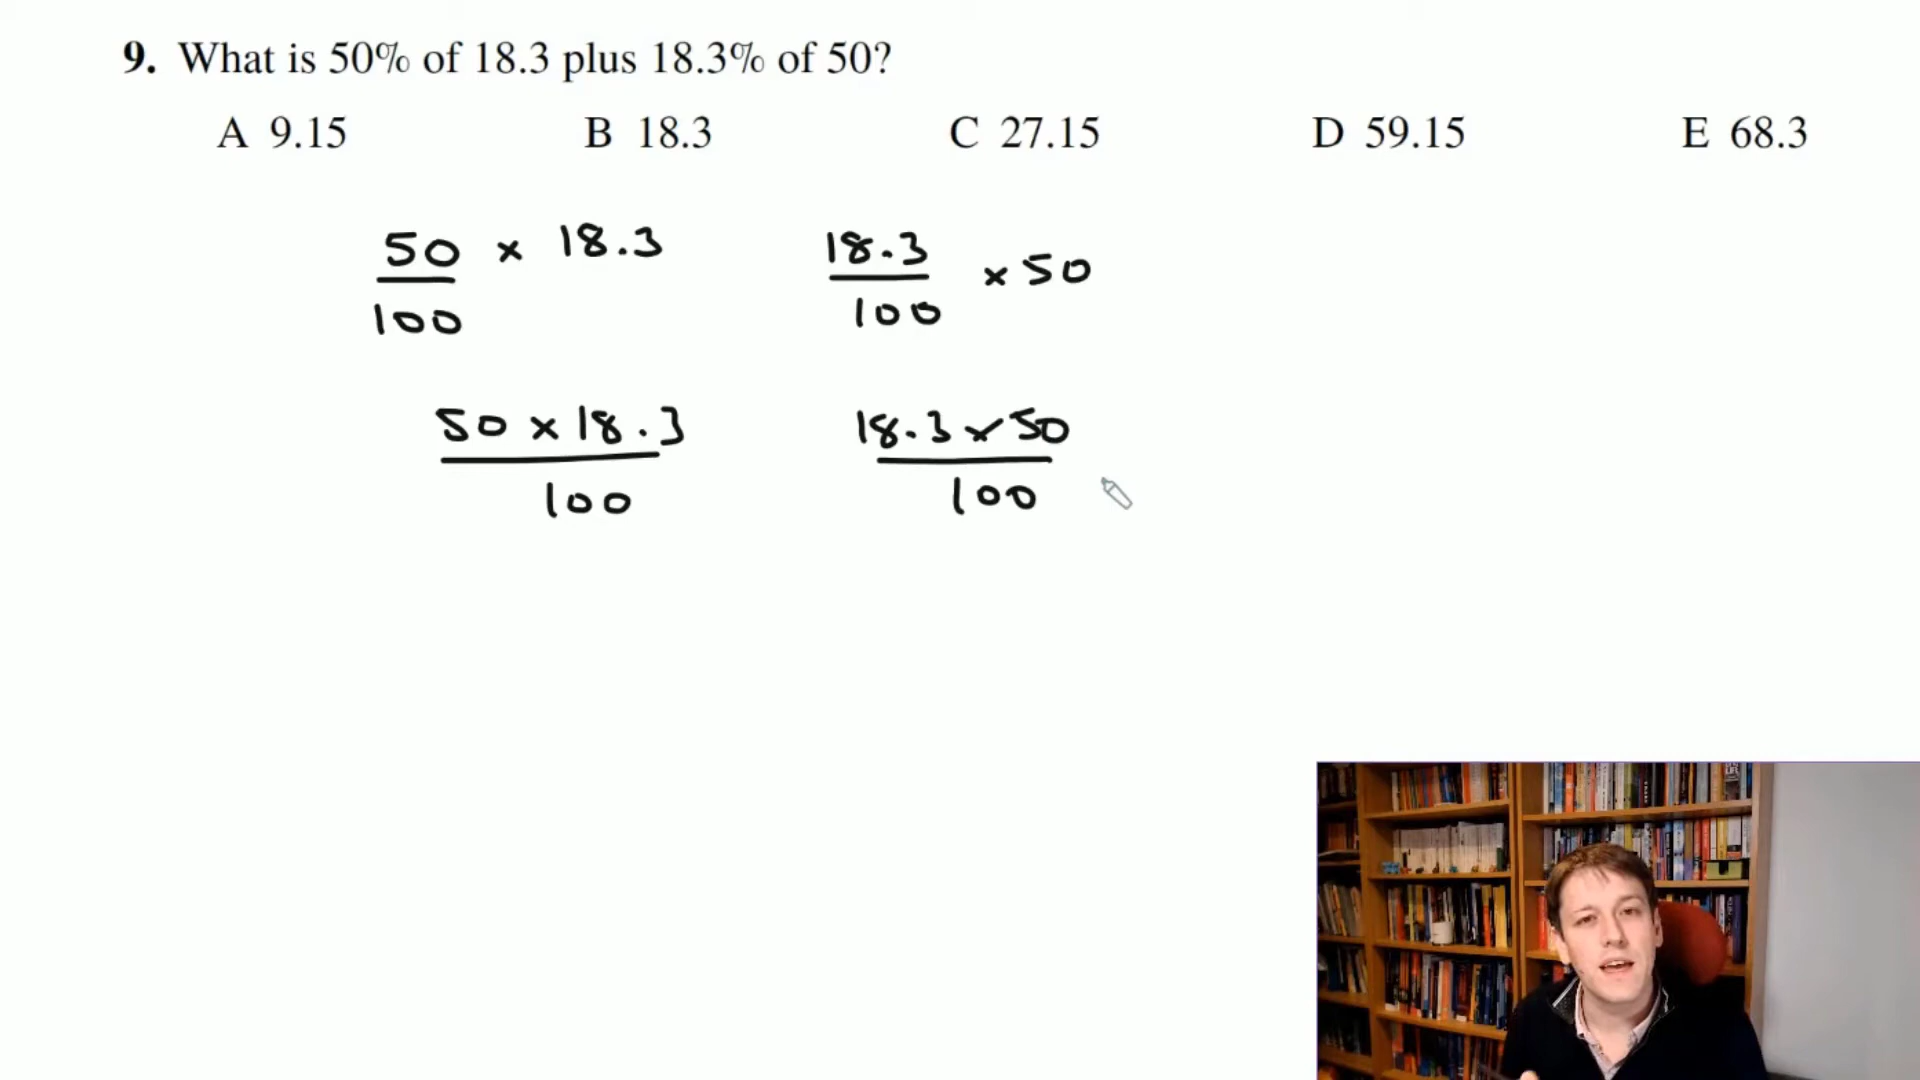 9. What is 50% of 18.3 plus 18.3% of 50?
A 9.15 B 18.3 C 27.15 D 59.15 E 68.3
50 × 18.3 18.3 × 50
100 100
50 × 18.3 18.3 × 50
100 100